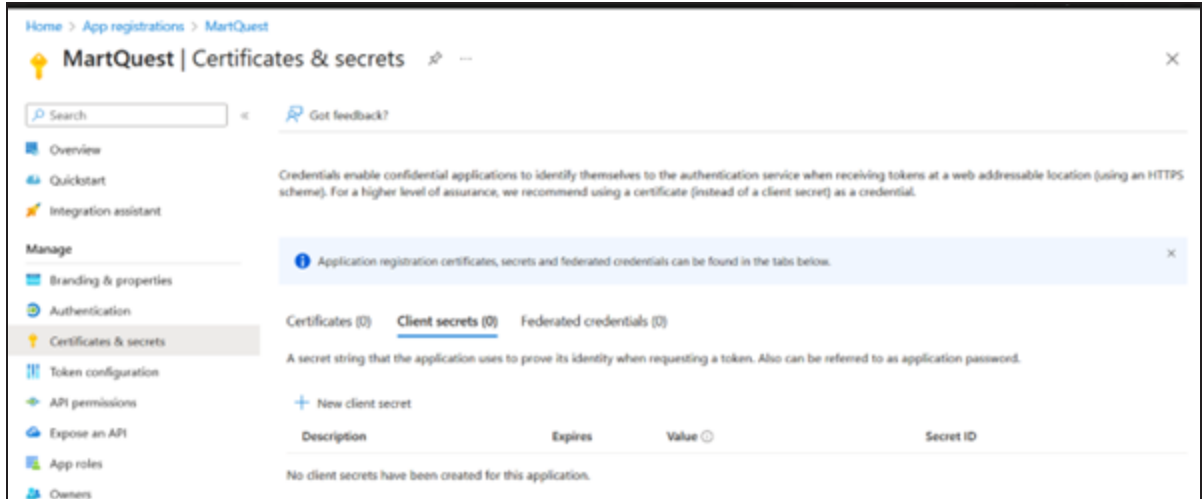 Home > App registrations > MartQuest
MartQuest | Certificates & secrets
Search
Got feedback?
Overview
Quickstart
Integration assistant
Manage
Branding & properties
Authentication
Certificates & secrets
Token configuration
API permissions
Expose an API
App roles
Owners
Credentials enable confidential applications to identify themselves to the authentication service when receiving tokens at a web addressable location (using an HTTPS
scheme). For a higher level of assurance, we recommend using a certificate (instead of a client secret) as a credential.
Application registration certificates, secrets and federated credentials can be found in the tabs below.
Certificates (0) Client secrets (0) Federated credentials (0)
A secret string that the application uses to prove its identity when requesting a token. Also can be referred to as application password.
New client secret
Description Expires Value Secret ID
No client secrets have been created for this application.